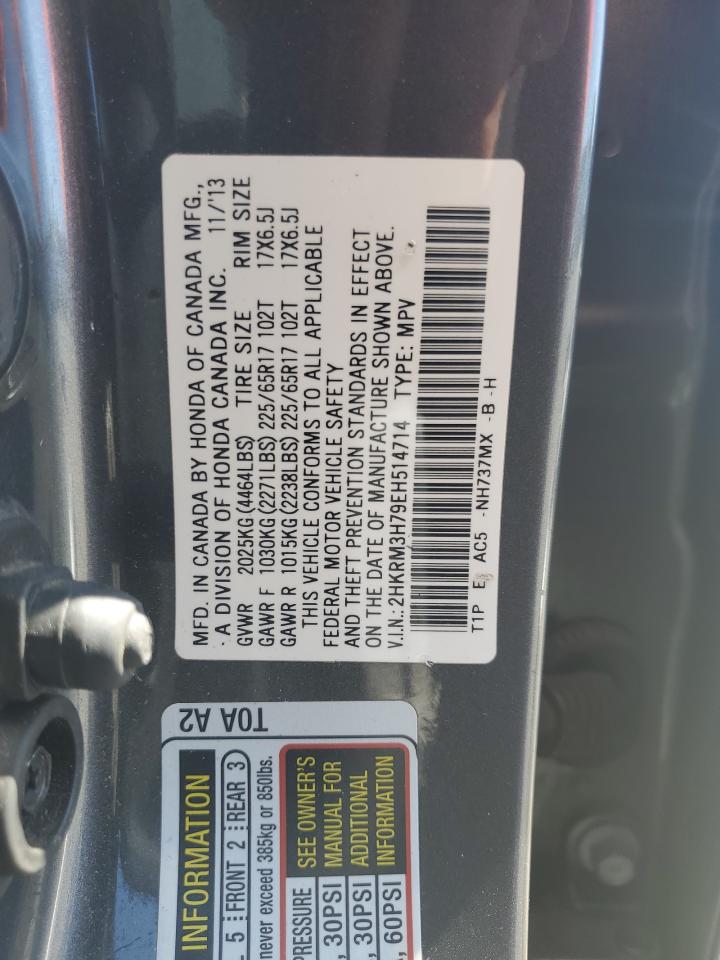 MFD. IN CANADA BY HONDA OF CANADA MFG.,
A DIVISION OF HONDA CANADA INC. 11/'13
GVWR 2025KG(4464LBS) TIRE SIZE RIM SIZE
GAWR F 1030KG(2271LBS) 225/65R17 102T 17X6.5J
GAWR R 1015KG(2238LBS) 225/65R17 102T 17X6.5J
THIS VEHICLE CONFORMS TO ALL APPLICABLE
FEDERAL MOTOR VEHICLE SAFETY
AND THEFT PREVENTION STANDARDS IN EFFECT
ON THE DATE OF MANUFACTURE SHOWN ABOVE.
V.I.N.: 2HKRM3H79EH514714 TYPE: MPV
T1P E AC5 -NH737MX -B -H
T0A A2
INFORMATION
5 FRONT 2 REAR 3
never exceed 385kg or 850lbs.
PRESSURE
30PSI
30PSI
60PSI
SEE OWNER'S
MANUAL FOR
ADDITIONAL
INFORMATION